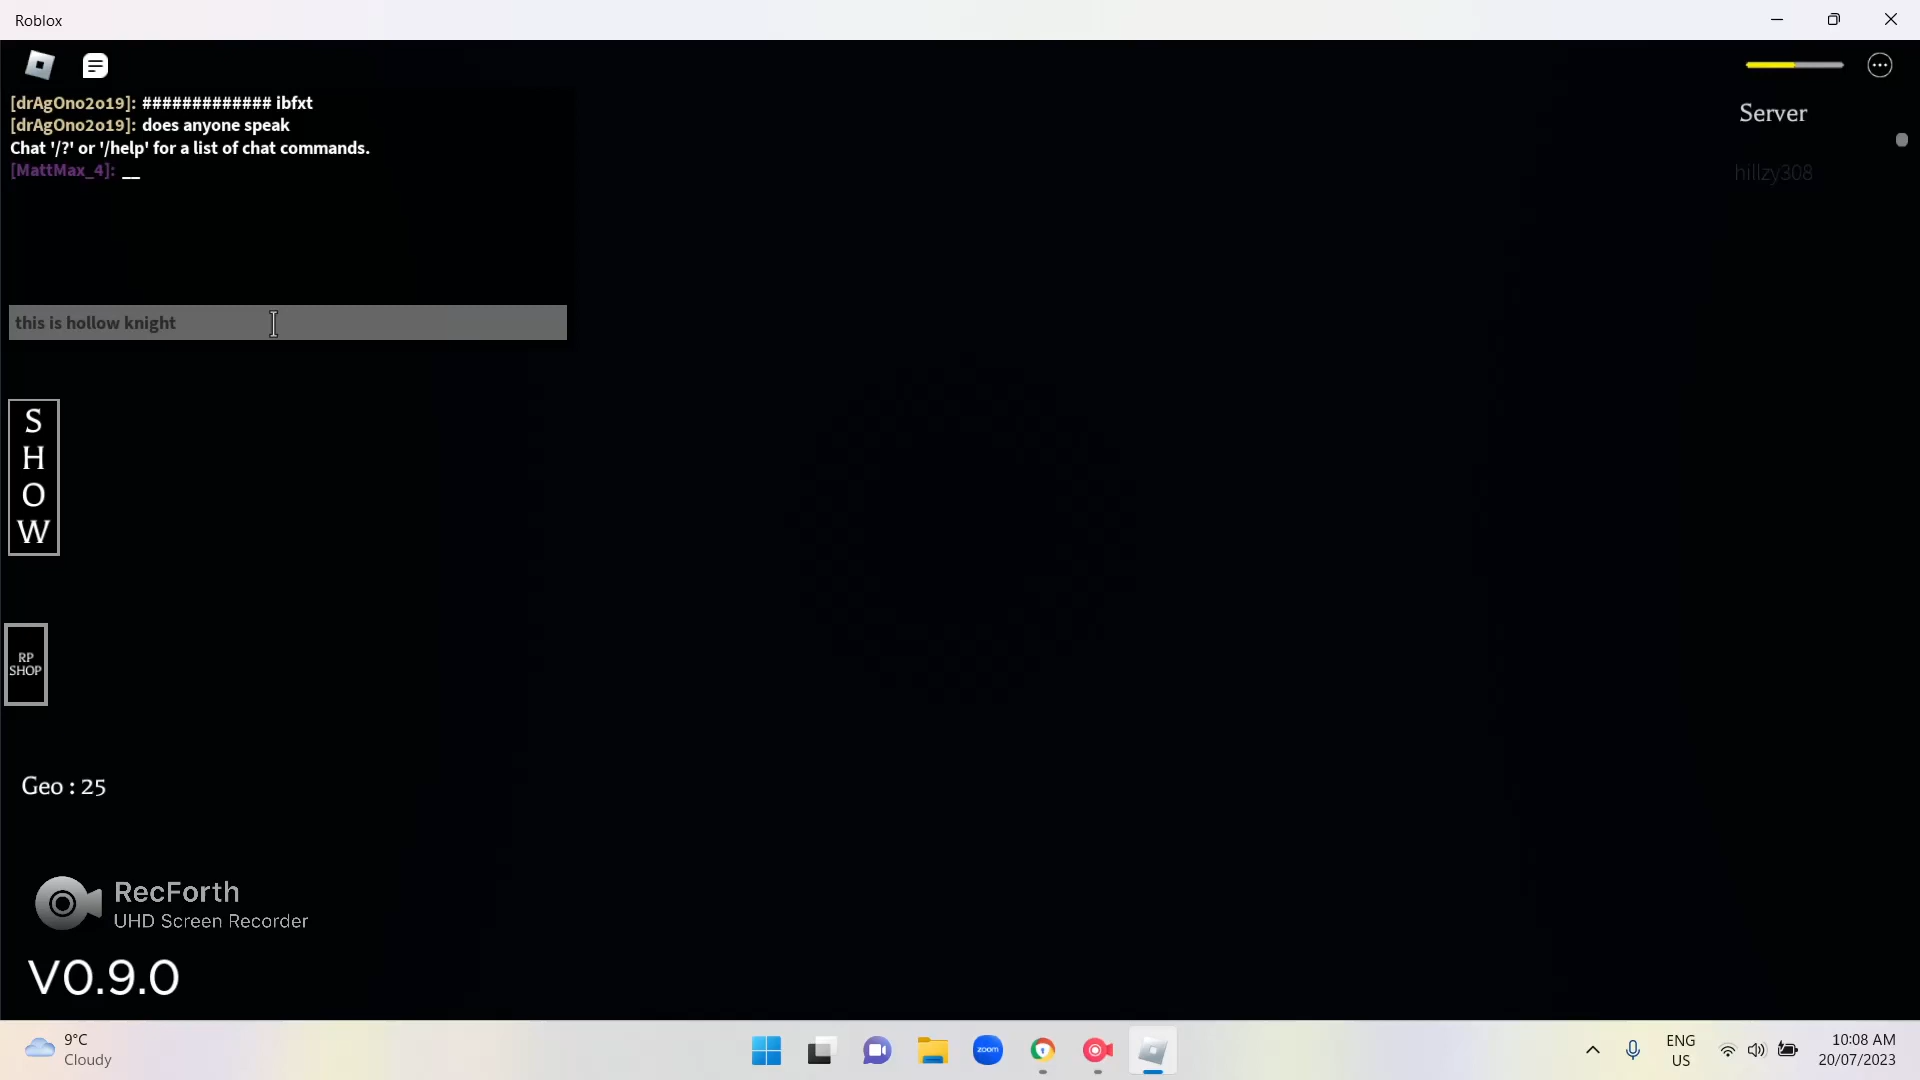 Roblox
[drAgOno2o19]: ############# ibfxt
[drAgOno2o19]: does anyone speak
Chat '/?' or '/help' for a list of chat commands.
[MattMax_4]: __
this is hollow knight
Server
hillzy308
S
H
O
W
RP
SHOP
Geo : 25
RecForth
UHD Screen Recorder
V0.9.0
9°C
Cloudy
zoom
ENG
US
10:08 AM
20/07/2023